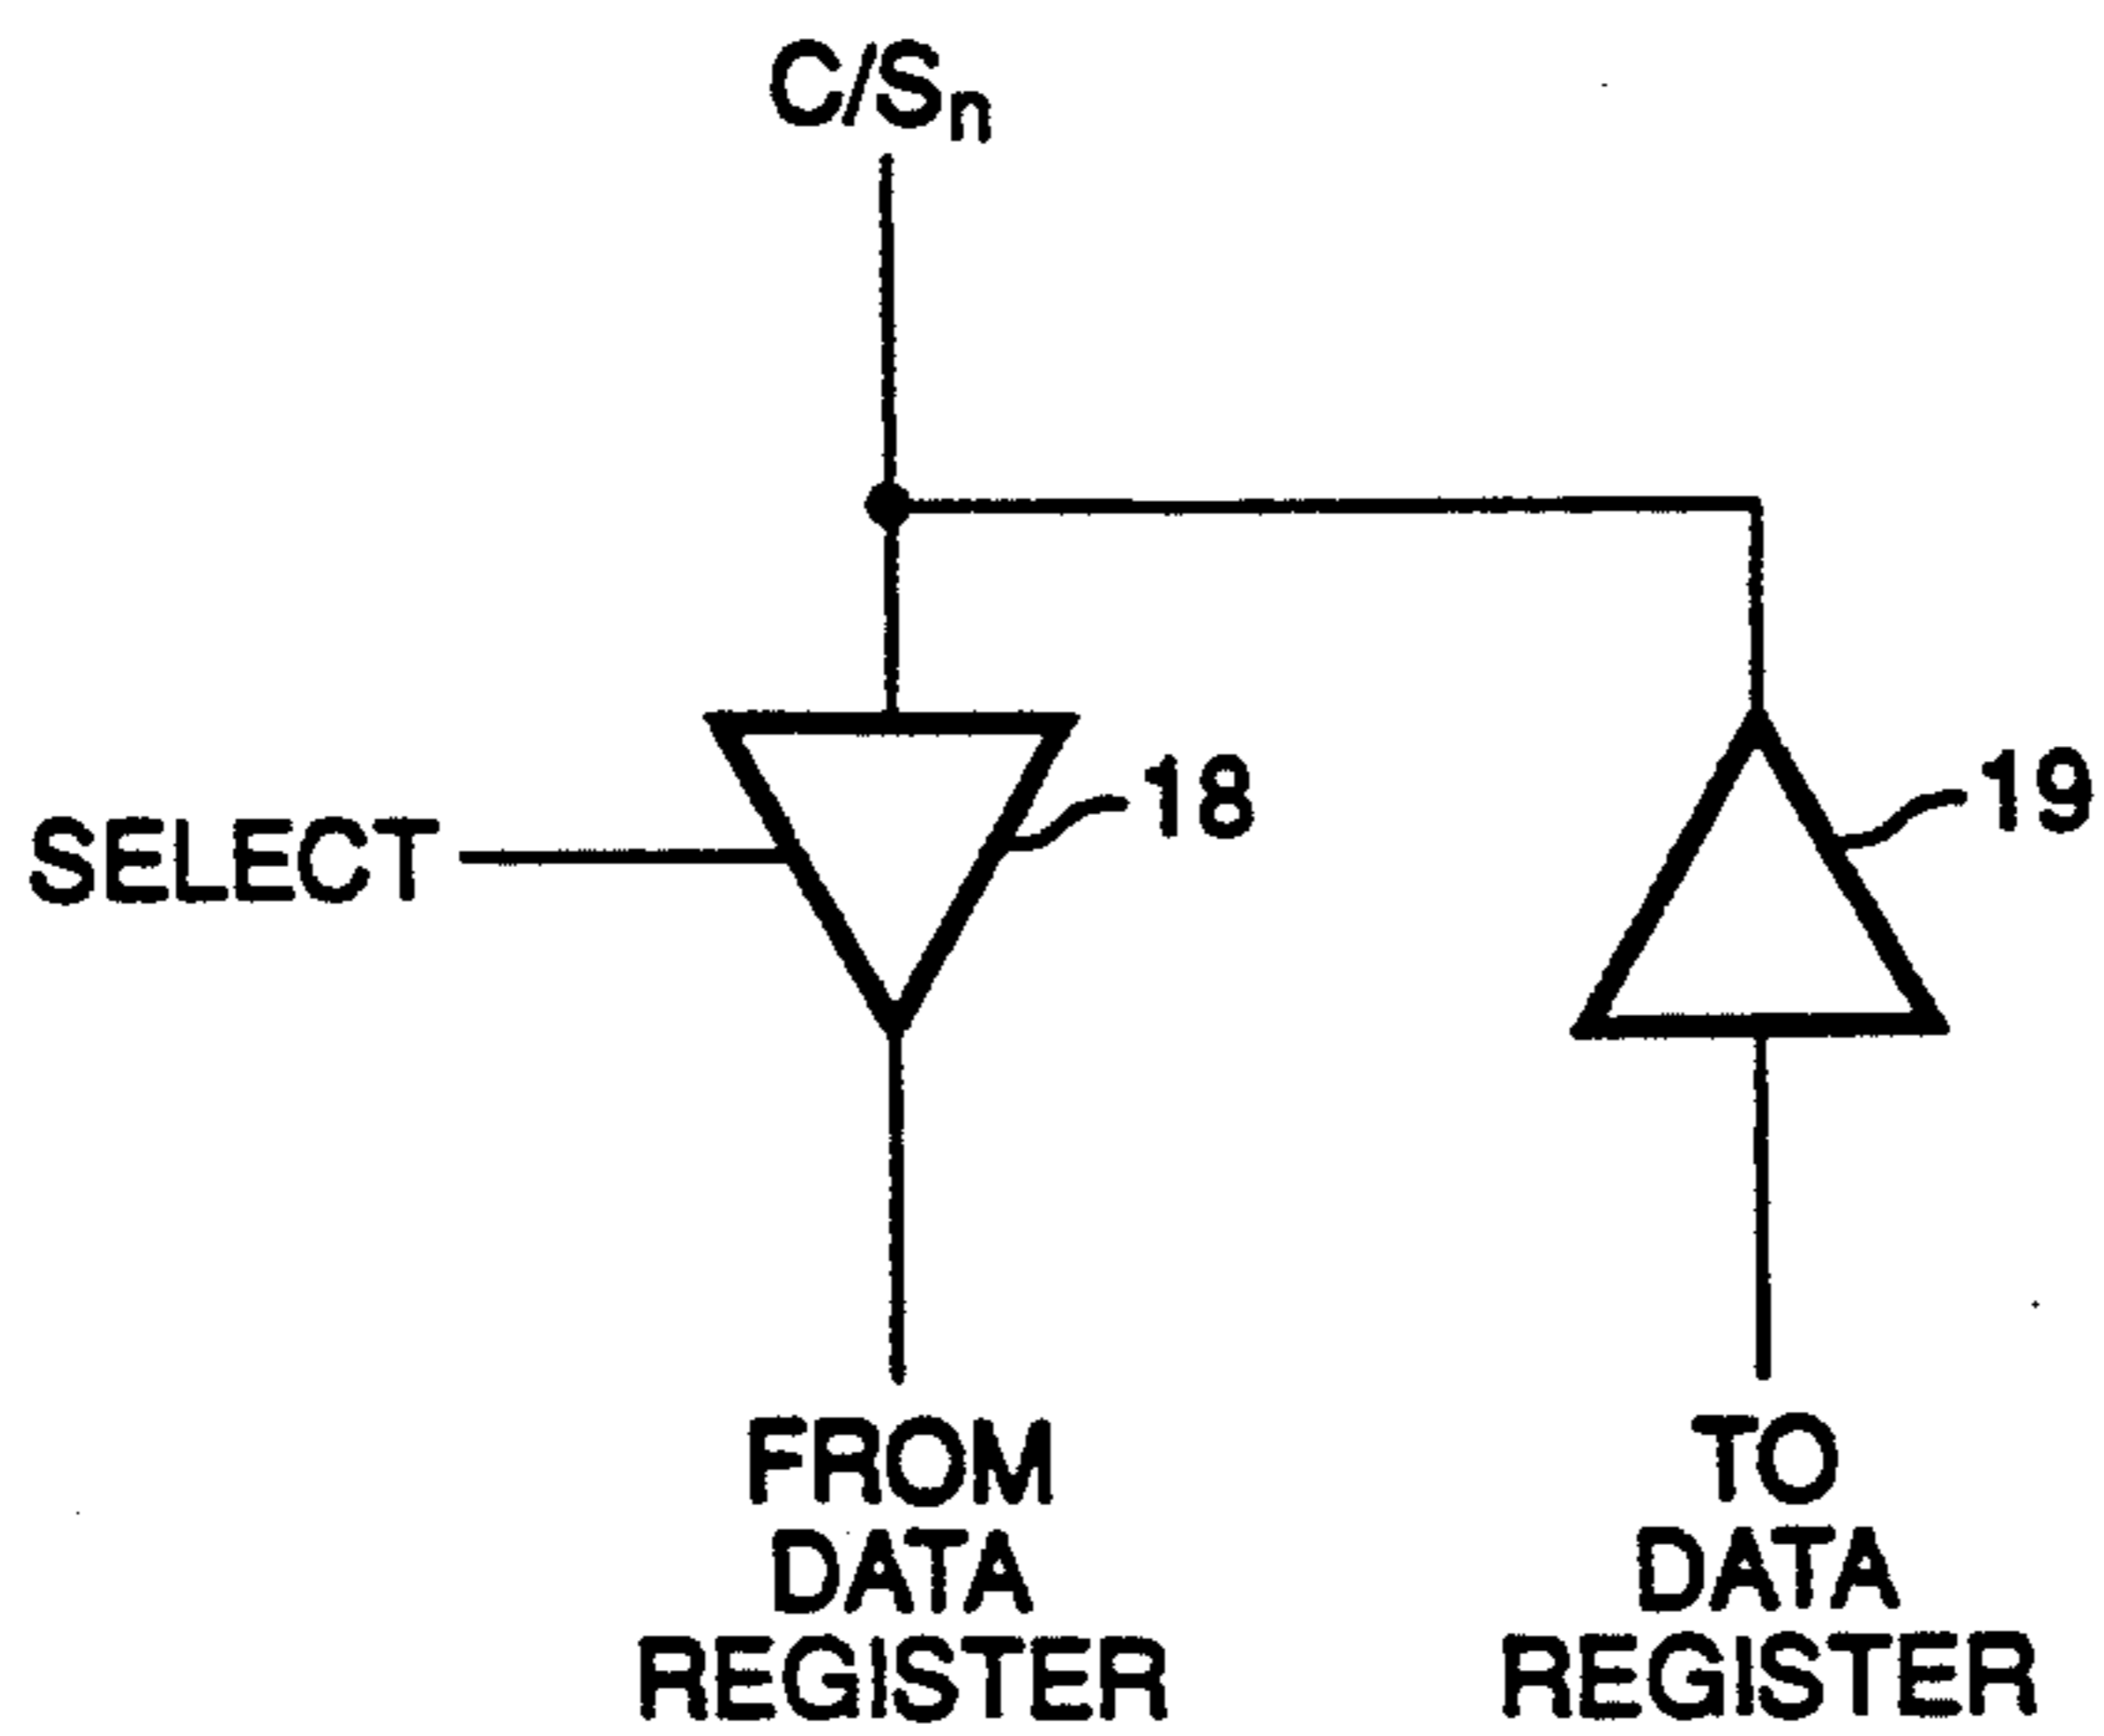 C/Sn
18
19
SELECT
FROM
DATA
REGISTER
TO
DATA
REGISTER